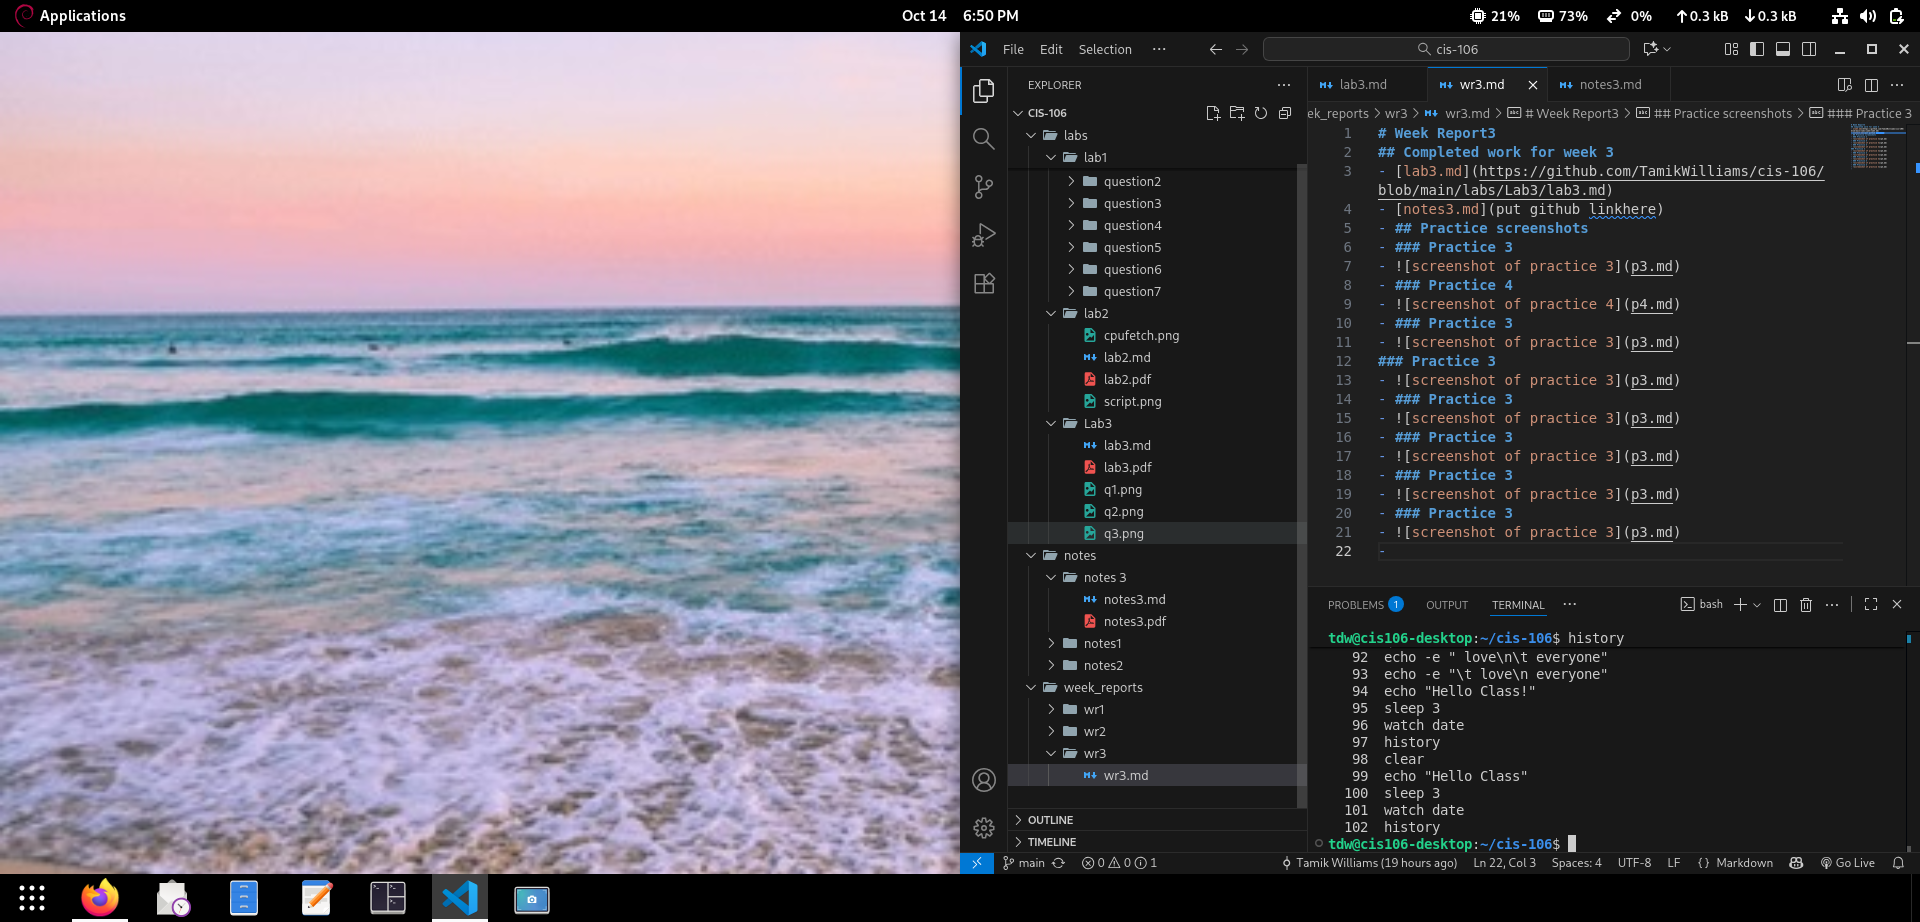 Applications
Oct 14 6:50 PM
21% 73% 0% 0.3 kB 0.3 kB
File Edit Selection ··· cis-106
EXPLORER ···
CIS-106
labs
lab1
question2
question3
question4
question5
question6
question7
lab2
cpufetch.png
lab2.md
lab2.pdf
script.png
Lab3
lab3.md
lab3.pdf
q1.png
q2.png
q3.png
notes
notes 3
notes3.md
notes3.pdf
notes1
notes2
week_reports
wr1
wr2
wr3
wr3.md
OUTLINE
TIMELINE
lab3.md wr3.md notes3.md
ek_reports > wr3 > wr3.md > # Week Report3 > ## Practice screenshots > ### Practice 3
1 # Week Report3
2 ## Completed work for week 3
3 - [lab3.md](https://github.com/TamikWilliams/cis-106/
blob/main/labs/Lab3/lab3.md)
4 - [notes3.md](put github linkhere)
5 - ## Practice screenshots
6 - ### Practice 3
7 - ![screenshot of practice 3](p3.md)
8 - ### Practice 4
9 - ![screenshot of practice 4](p4.md)
10 - ### Practice 3
11 - ![screenshot of practice 3](p3.md)
12 ### Practice 3
13 - ![screenshot of practice 3](p3.md)
14 - ### Practice 3
15 - ![screenshot of practice 3](p3.md)
16 - ### Practice 3
17 - ![screenshot of practice 3](p3.md)
18 - ### Practice 3
19 - ![screenshot of practice 3](p3.md)
20 - ### Practice 3
21 - ![screenshot of practice 3](p3.md)
22 -
PROBLEMS 1 OUTPUT TERMINAL ··· bash
tdw@cis106-desktop:~/cis-106$ history
92 echo -e " love\n\t everyone"
93 echo -e "\t love\n everyone"
94 echo "Hello Class!"
95 sleep 3
96 watch date
97 history
98 clear
99 echo "Hello Class"
100 sleep 3
101 watch date
102 history
tdw@cis106-desktop:~/cis-106$
main 0 0 1 Tamik Williams (19 hours ago) Ln 22, Col 3 Spaces: 4 UTF-8 LF {} Markdown Go Live